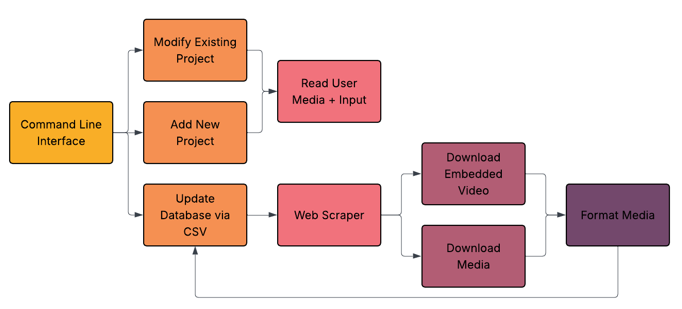 Command Line
Interface
Modify Existing
Project
Add New
Project
Update
Database via
CSV
Read User
Media + Input
Web Scraper
Download
Embedded
Video
Download
Media
Format Media